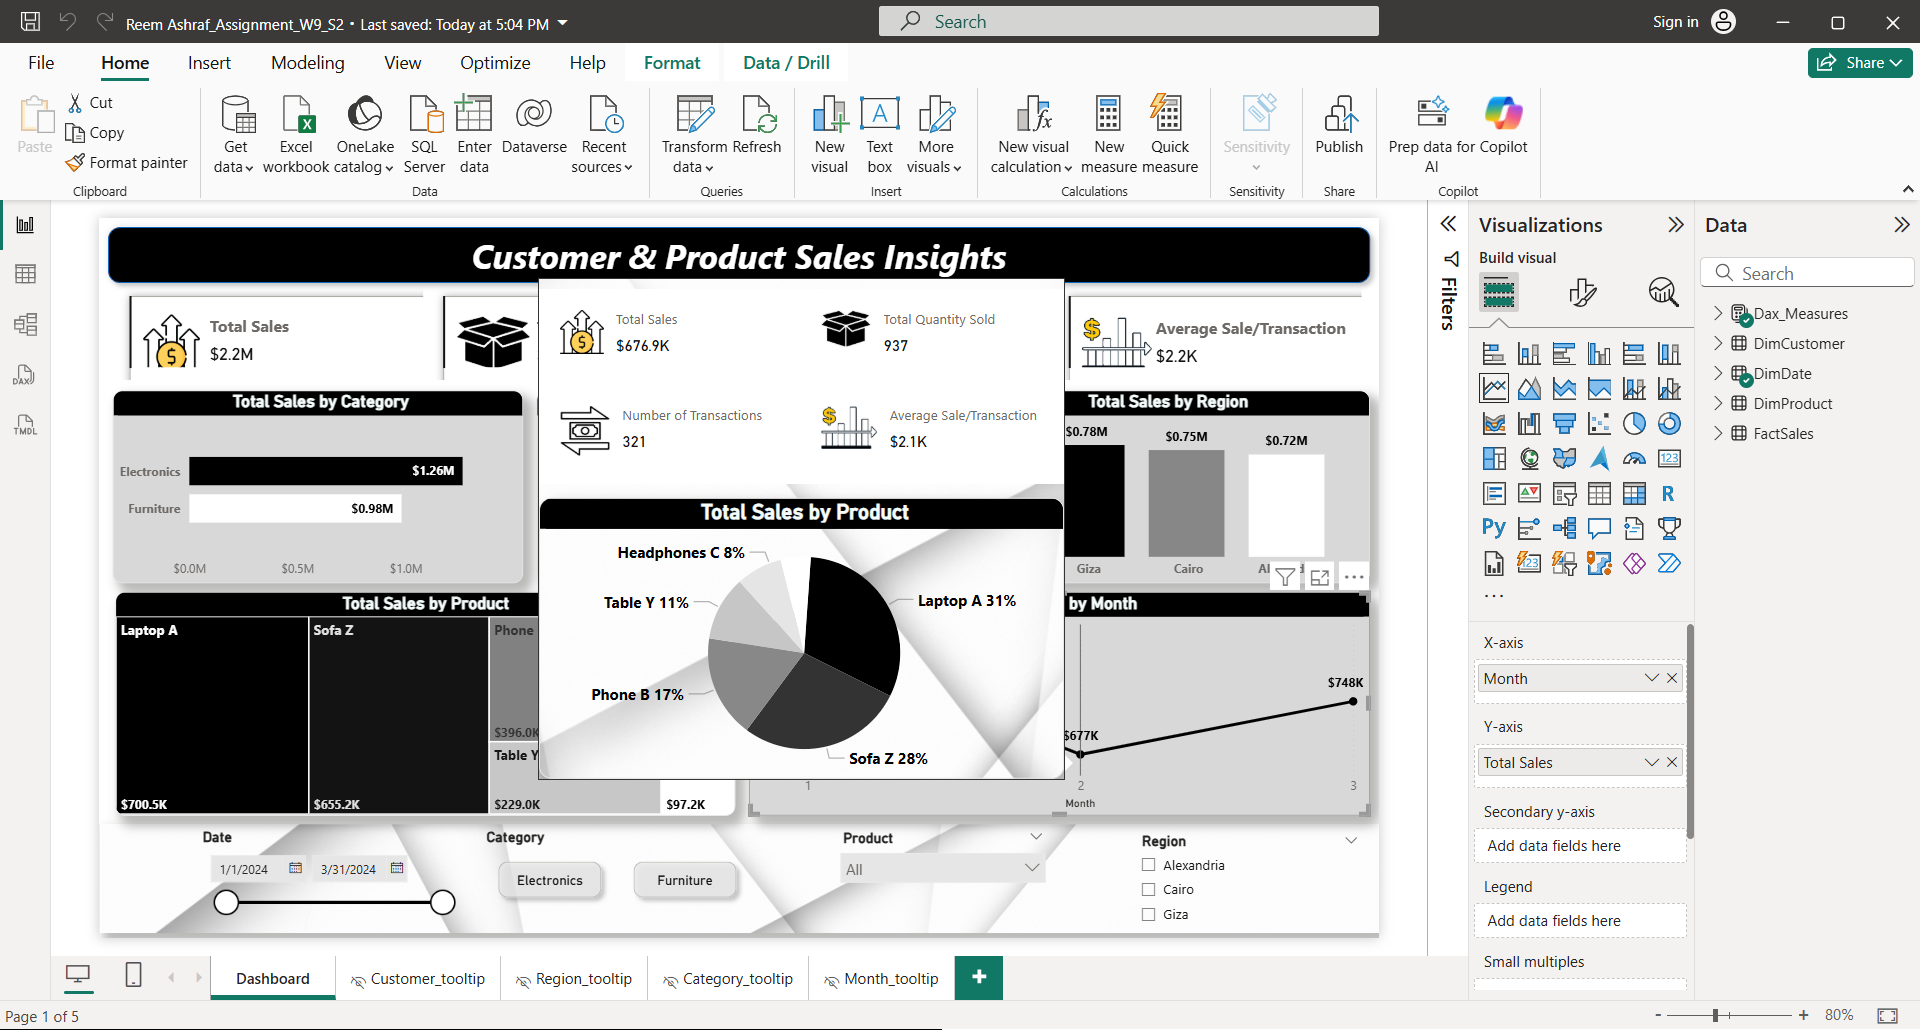 Reem Ashraf_Assignment_W9_S2 • Last saved: Today at 5:04 PM
Search
Sign in
File
Home
Insert
Modeling
View
Optimize
Help
Format
Data / Drill
Share
Paste
Cut
Copy
Format painter
Clipboard
Get data
Excel workbook
OneLake catalog
SQL Server
Enter data
Dataverse
Recent sources
Data
Transform data
Refresh
Queries
New visual
Text box
More visuals
Insert
New visual calculation
New measure
Quick measure
Calculations
Sensitivity
Sensitivity
Publish
Share
Prep data for AI
Copilot
Copilot
DAX
TMDL
Customer & Product Sales Insights
Total Sales
$2.2M
Average Sale/Transaction
$2.2K
Total Sales
$676.9K
Total Quantity Sold
937
Number of Transactions
321
Average Sale/Transaction
$2.1K
Total Sales by Product
Headphones C 8%
Table Y 11%
Laptop A 31%
Phone B 17%
Sofa Z 28%
Total Sales by Category
Electronics
$1.26M
Furniture
$0.98M
$0.0M
$0.5M
$1.0M
Total Sales by Region
$0.78M
$0.75M
$0.72M
Giza
Cairo
Total Sales by Product
Laptop A
$700.5K
Sofa Z
$655.2K
Phone
$396.0K
Table Y
$229.0K
$97.2K
by Month
$677K
$748K
1
2
3
Month
Date
1/1/2024
3/31/2024
Category
Electronics
Furniture
Product
All
Region
Alexandria
Cairo
Giza
Filters
Visualizations
Build visual
123
R
Py
123
...
X-axis
Month
Y-axis
Total Sales
Secondary y-axis
Add data fields here
Legend
Add data fields here
Small multiples
Data
Search
Dax_Measures
DimCustomer
DimDate
DimProduct
FactSales
Dashboard
Customer_tooltip
Region_tooltip
Category_tooltip
Month_tooltip
+
Page 1 of 5
-
+
80%